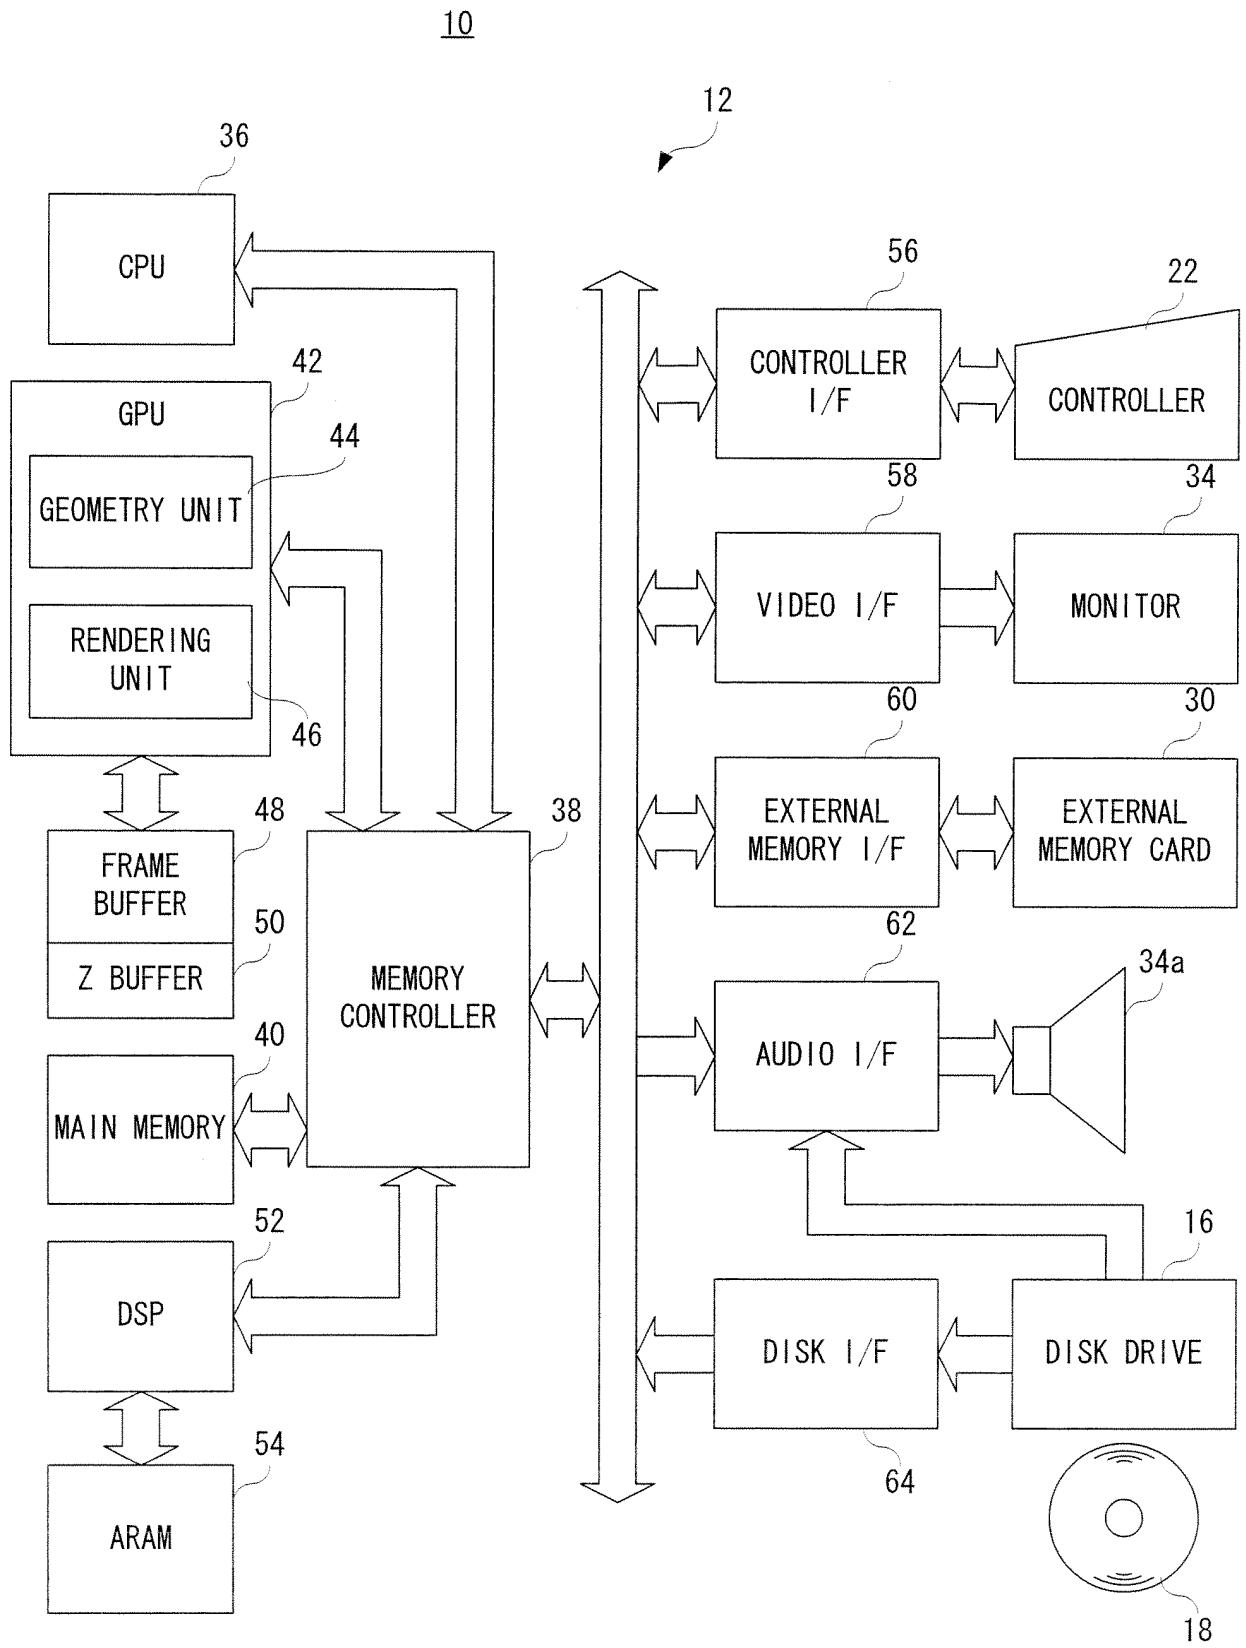 10
12
36
CPU
42
GPU
44
GEOMETRY UNIT
RENDERING
UNIT
46
48
FRAME
BUFFER
50
Z BUFFER
40
MAIN MEMORY
52
DSP
54
ARAM
38
MEMORY
CONTROLLER
56
CONTROLLER
I/F
22
CONTROLLER
58
VIDEO I/F
34
MONITOR
60
EXTERNAL
MEMORY I/F
30
EXTERNAL
MEMORY CARD
62
AUDIO I/F
34a
16
DISK I/F
DISK DRIVE
64
18